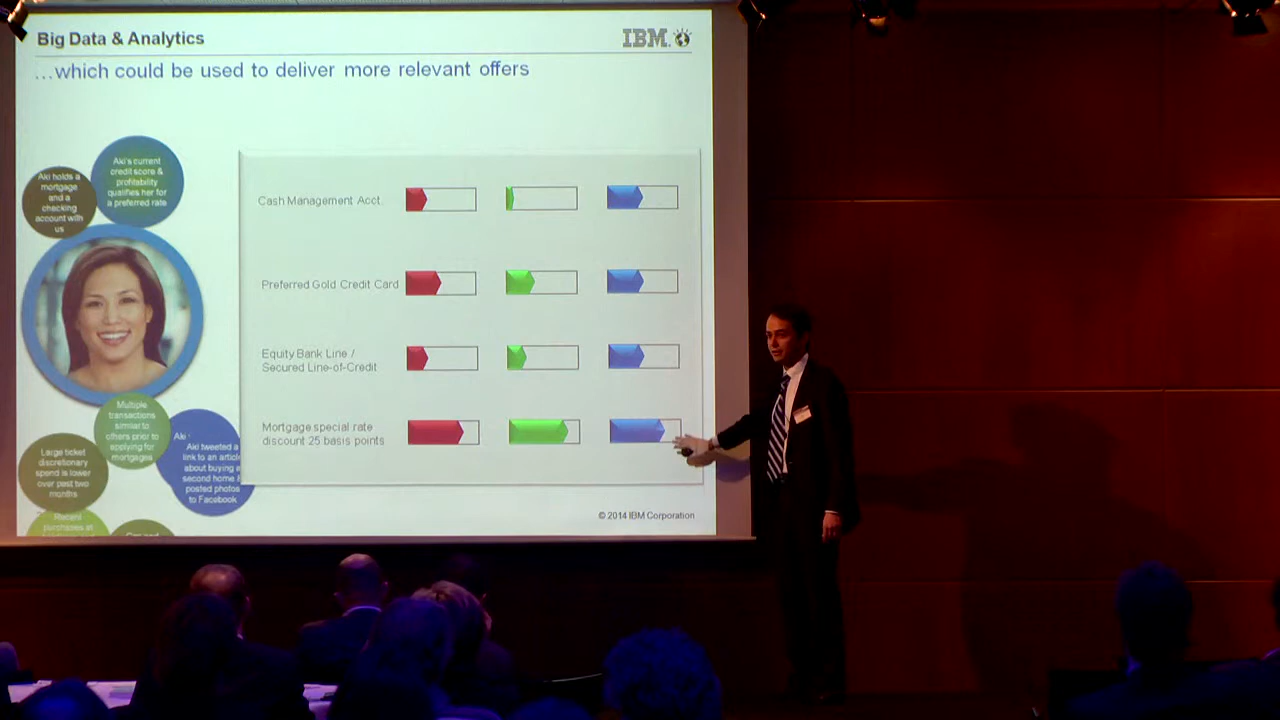 Big Data & Analytics
IBM
...which could be used to deliver more relevant offers
Aki's current
credit score &
profitability
qualifies her for
a preferred rate
Aki holds a
mortgage
and a
checking
account with
us
Cash Management Acct.
Preferred Gold Credit Card
Equity Bank Line /
Secured Line-of-Credit
Mortgage special rate
discount 25 basis points
Multiple
transactions
similar to
others prior to
applying for
mortgages
Large ticket
discretionary
spend is lower
over past two
months
Aki
Aki tweeted a
link to an article
about buying a
second home
posted photos
to Facebook
Recent
purchases at
© 2014 IBM Corporation